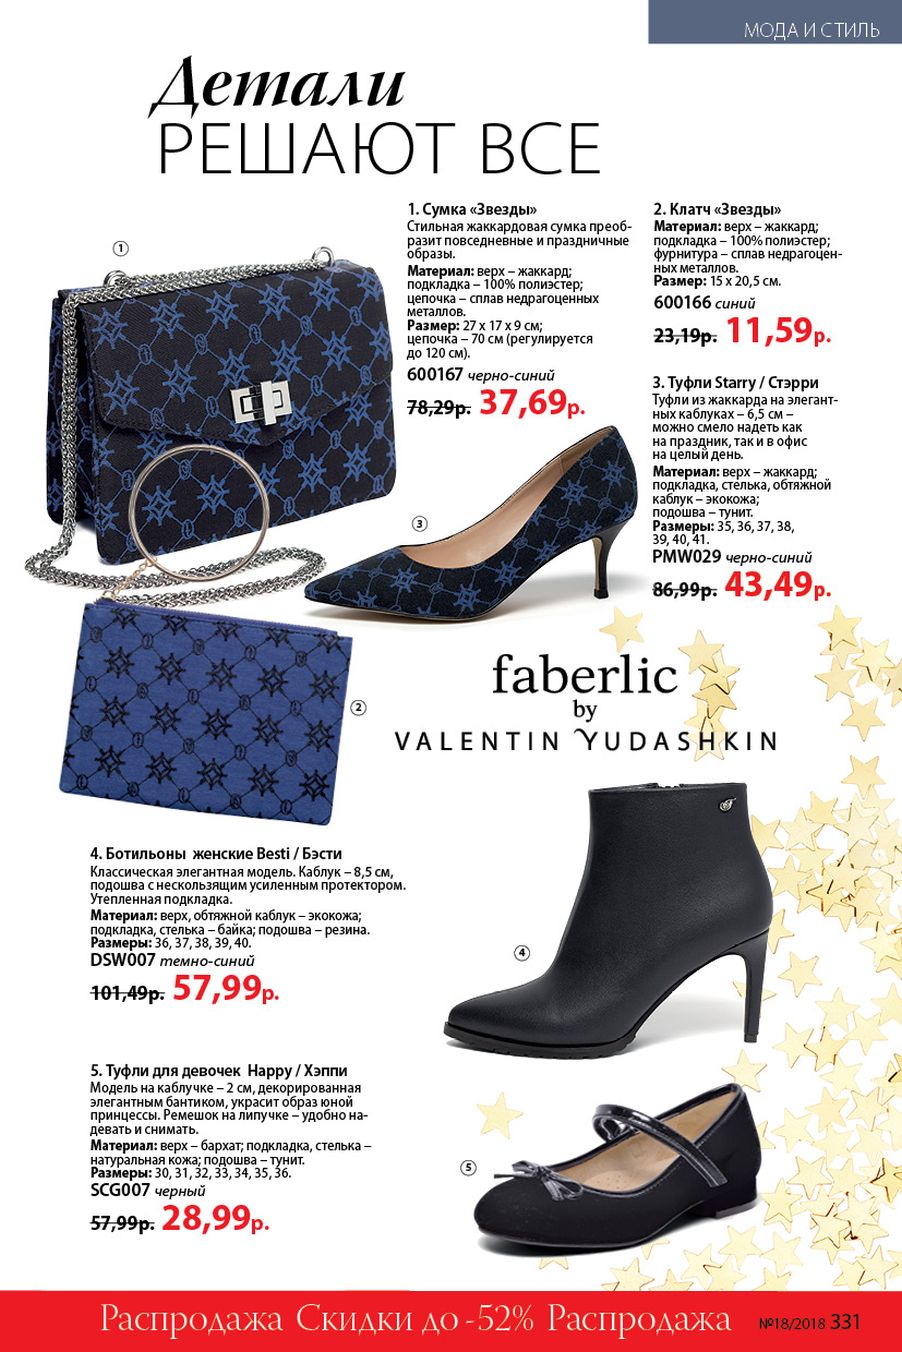 МОДА И СТИЛЬ
Детали
РЕШАЮТ ВСЕ
1. Сумка «Звезды»
Стильная жаккардовая сумка преоб-
разит повседневные и праздничные
образы.
Материал: верх – жаккард;
подкладка – 100% полиэстер;
цепочка – сплав недрагоценных
металлов.
Размер: 27 х 17 х 9 см;
цепочка – 70 см (регулируется
до 120 см).
600167 черно-синий
78,29р. 37,69р.
2. Клатч «Звезды»
Материал: верх – жаккард;
подкладка – 100% полиэстер;
фурнитура – сплав недрагоцен-
ных металлов.
Размер: 15 х 20,5 см.
600166 синий
23,19р. 11,59р.
3. Туфли Starry / Стэрри
Туфли из жаккарда на элегант-
ных каблуках – 6,5 см –
можно смело надеть как
на праздник, так и в офис
на целый день.
Материал: верх – жаккард;
подкладка, стелька, обтяжной
каблук – экокожа;
подошва – тунит.
Размеры: 35, 36, 37, 38,
39, 40, 41.
PMW029 черно-синий
86,99р. 43,49р.
1
3
2
faberlic
by
VALENTIN YUDASHKIN
4. Ботильоны женские Besti / Бэсти
Классическая элегантная модель. Каблук – 8,5 см,
подошва с нескользящим усиленным протектором.
Утепленная подкладка.
Материал: верх, обтяжной каблук – экокожа;
подкладка, стелька – байка; подошва – резина.
Размеры: 36, 37, 38, 39, 40.
DSW007 темно-синий
101,49р. 57,99р.
4
5. Туфли для девочек Happy / Хэппи
Модель на каблучке – 2 см, декорированная
элегантным бантиком, украсит образ юной
принцессы. Ремешок на липучке – удобно на-
девать и снимать.
Материал: верх – бархат; подкладка, стелька –
натуральная кожа; подошва – тунит.
Размеры: 30, 31, 32, 33, 34, 35, 36.
SCG007 черный
57,99р. 28,99р.
5
Распродажа Скидки до -52% Распродажа
№18/2018 331